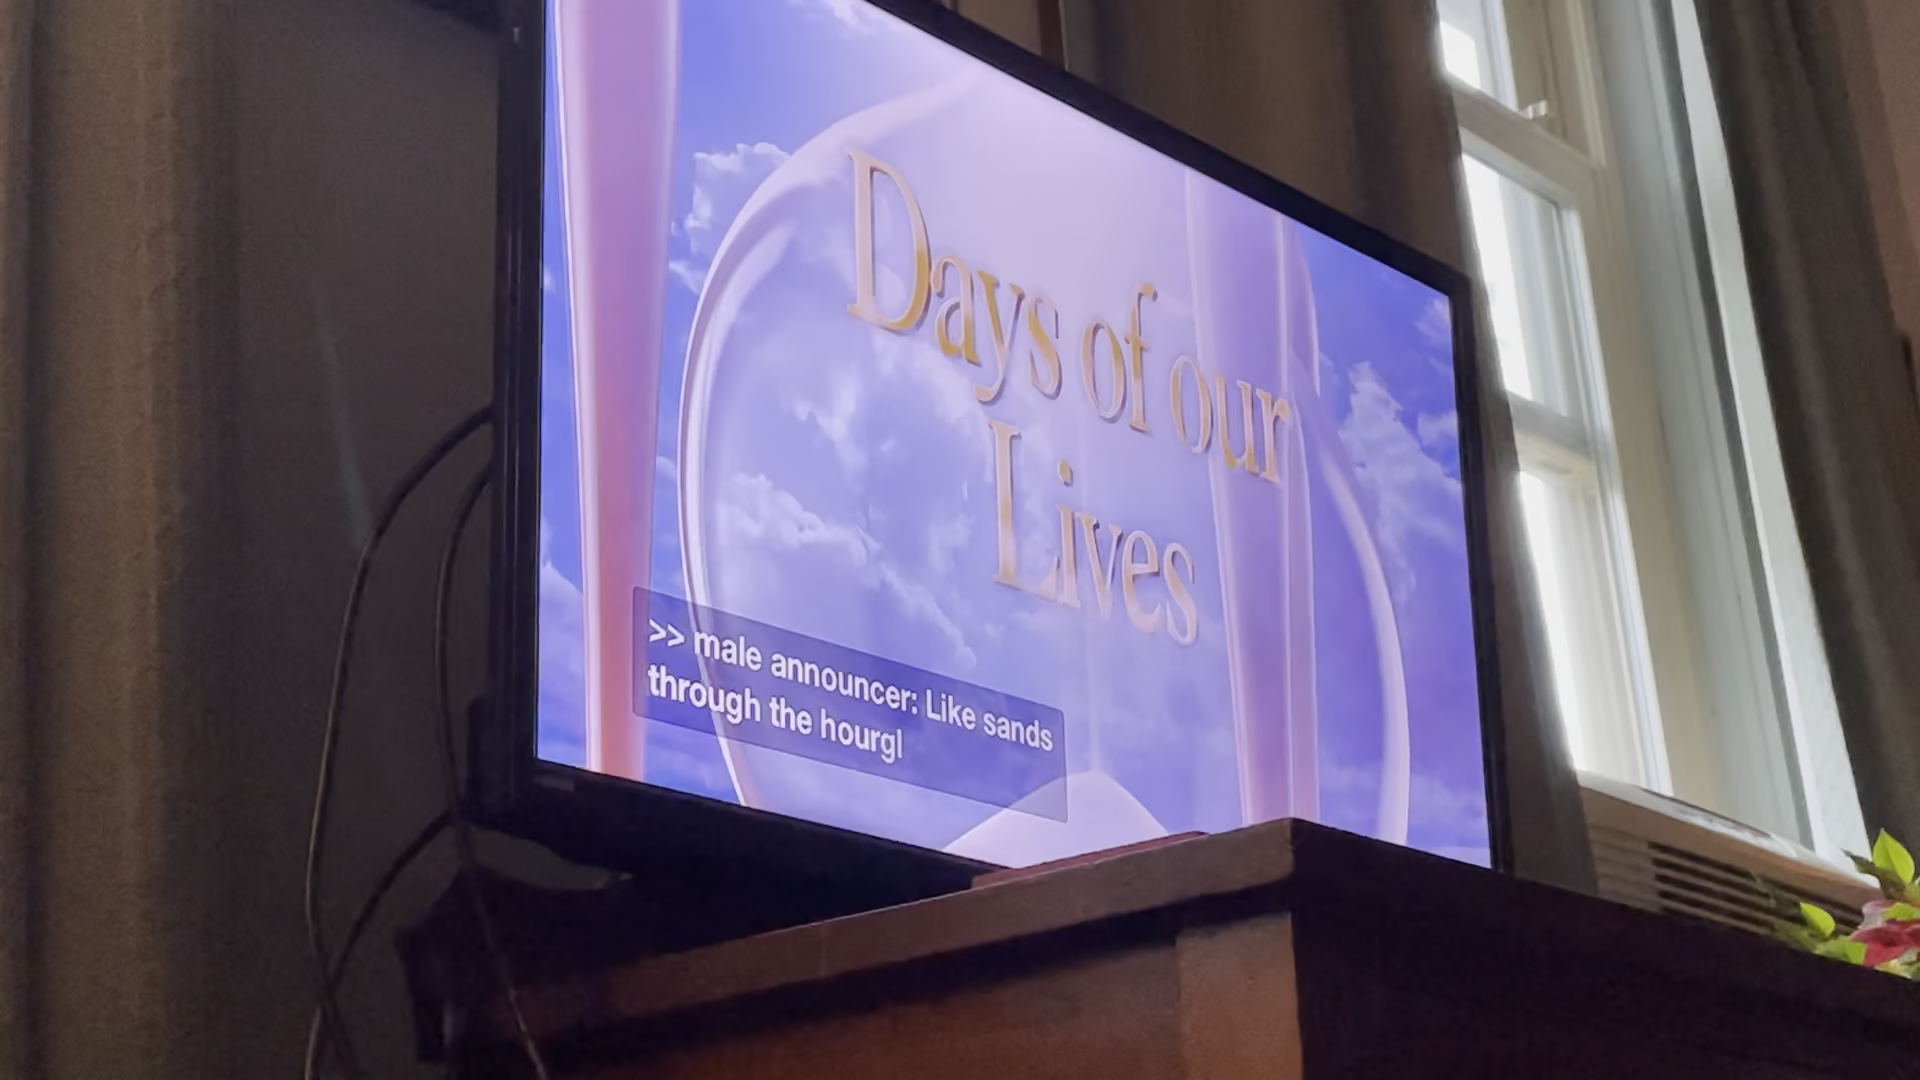 Days of our
Lives
>> male announcer: Like sands
through the hourgl